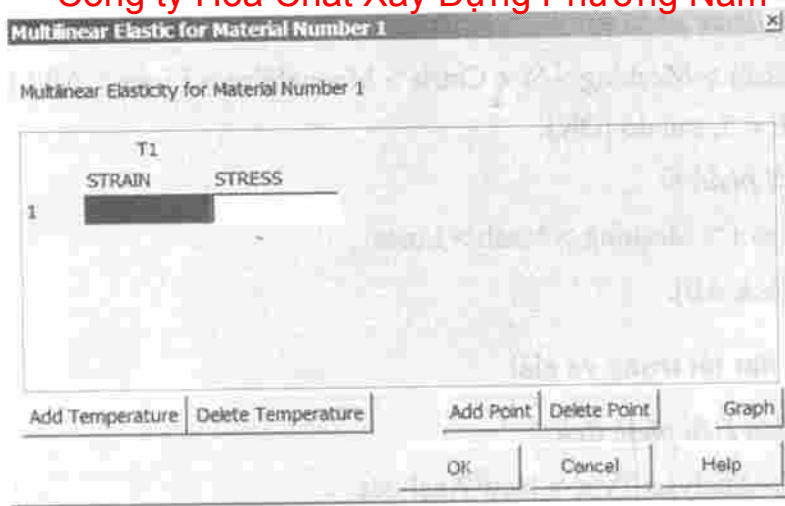 Công ty Hóa Chất Xây Dựng Phương Nam
Multilinear Elastic for Material Number 1
Multilinear Elasticity for Material Number 1
T1
STRAIN STRESS
1
Add Temperature Delete Temperature Add Point Delete Point Graph
OK Cancel Help